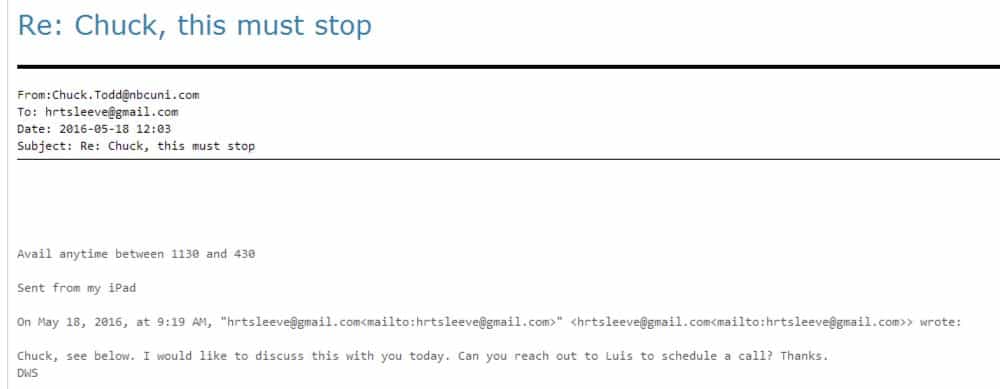 Re: Chuck, this must stop
From:Chuck.Todd@nbcuni.com
To: hrtsleeve@gmail.com
Date: 2016-05-18 12:03
Subject: Re: Chuck, this must stop
Avail anytime between 1130 and 430
Sent from my iPad
On May 18, 2016, at 9:19 AM, "hrtsleeve@gmail.com<mailto:hrtsleeve@gmail.com>" <hrtsleeve@gmail.com<mailto:hrtsleeve@gmail.com>> wrote:
Chuck, see below. I would like to discuss this with you today. Can you reach out to Luis to schedule a call? Thanks.
DWS